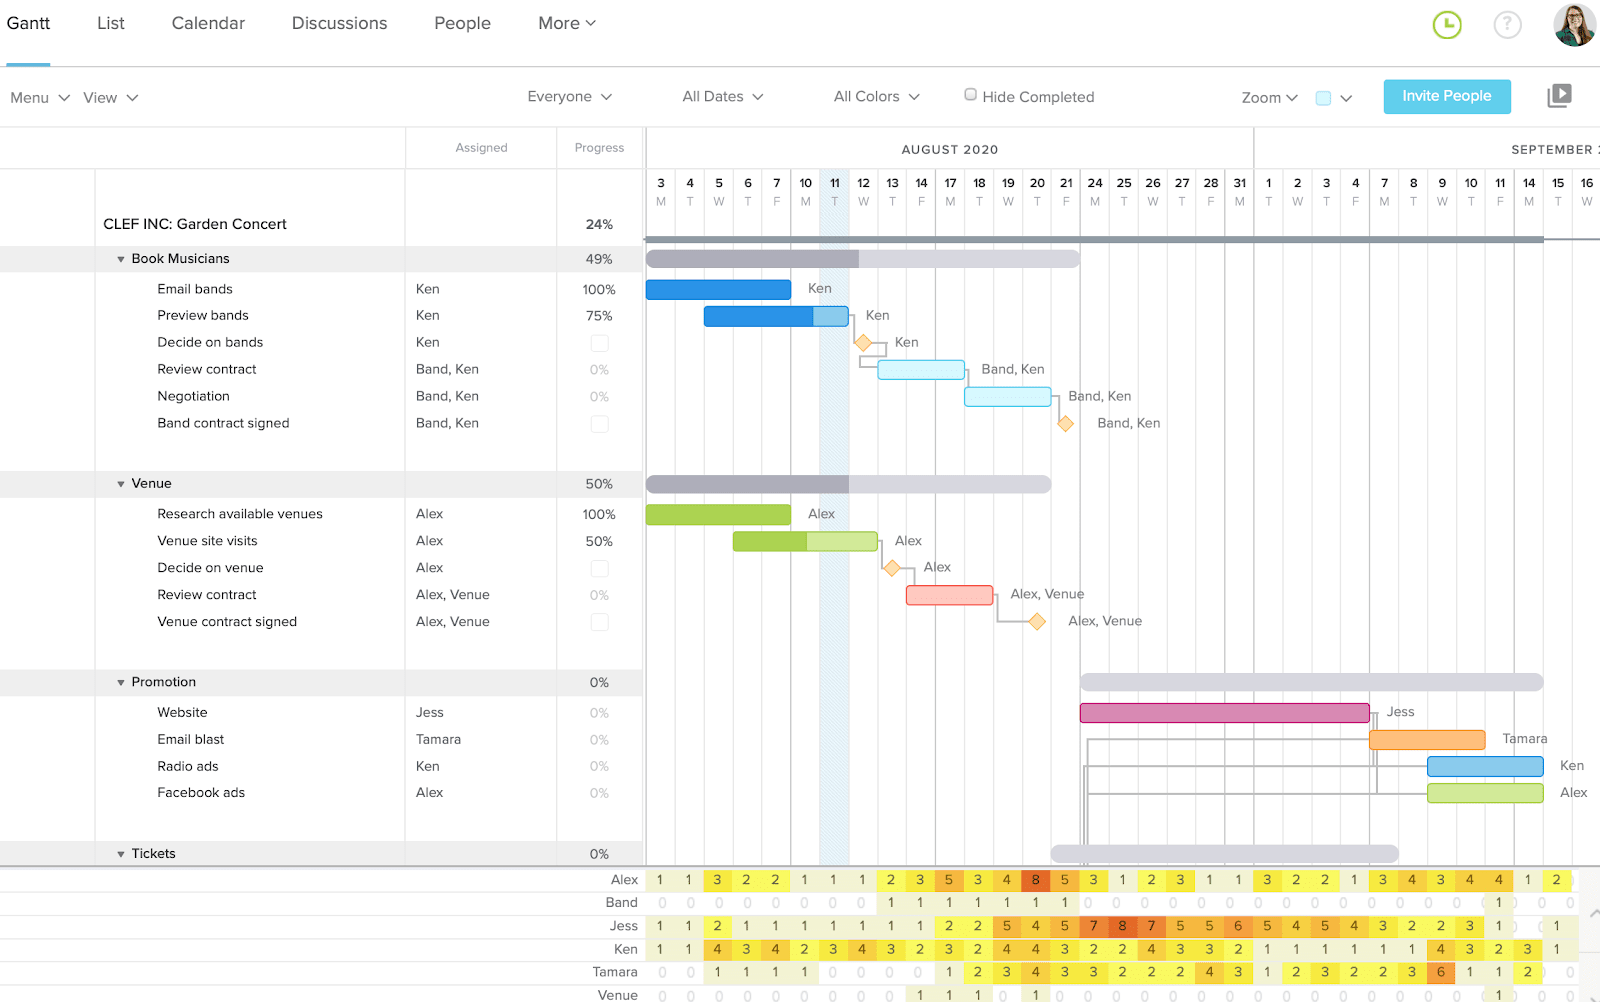 Gantt List Calendar Discussions People More
?
Menu View Everyone All Dates All Colors Hide Completed Zoom Invite People
Assigned Progress AUGUST 2020 SEPTEMBER
3 4 5 6 7 10 11 12 13 14 17 18 19 20 21 24 25 26 27 28 31 1 2 3 4 7 8 9 10 11 14 15 16
M T W T F M T W T F M T W T F M T W T F M T W T F M T W T F M T W
CLEF INC: Garden Concert 24%
Book Musicians 49%
Email bands Ken 100% Ken
Preview bands Ken 75% Ken
Decide on bands Ken Ken
Review contract Band, Ken 0% Band, Ken
Negotiation Band, Ken 0% Band, Ken
Band contract signed Band, Ken Band, Ken
Venue 50%
Research available venues Alex 100% Alex
Venue site visits Alex 50% Alex
Decide on venue Alex Alex
Review contract Alex, Venue 0% Alex, Venue
Venue contract signed Alex, Venue Alex, Venue
Promotion 0%
Website Jess 0% Jess
Email blast Tamara 0% Tamara
Radio ads Ken 0% Ken
Facebook ads Alex 0% Alex
Tickets 0%
Alex 1 1 3 2 2 1 1 1 2 3 5 3 4 8 5 3 1 2 3 1 1 3 2 2 1 3 4 3 4 4 1 2
Band 0 0 0 0 0 0 0 0 1 1 1 1 1 1 1 0 0 0 0 0 0 0 0 0 0 0 0 0 0 1 0 0
Jess 1 1 2 1 1 1 1 1 1 1 2 2 5 4 5 7 8 7 5 5 6 5 4 5 4 3 2 2 3 1 1
Ken 1 1 4 3 4 2 3 4 3 2 3 2 4 4 3 2 2 4 3 3 2 1 1 1 1 1 1 4 3 2 3 1
Tamara 0 0 1 1 1 1 0 0 0 0 1 2 3 4 3 3 2 2 2 4 3 1 2 3 2 2 3 6 1 1 2 0
Venue 0 0 0 0 0 0 0 0 0 1 1 1 0 1 0 0 0 0 0 0 0 0 0 0 0 0 0 0 0 1 0 0